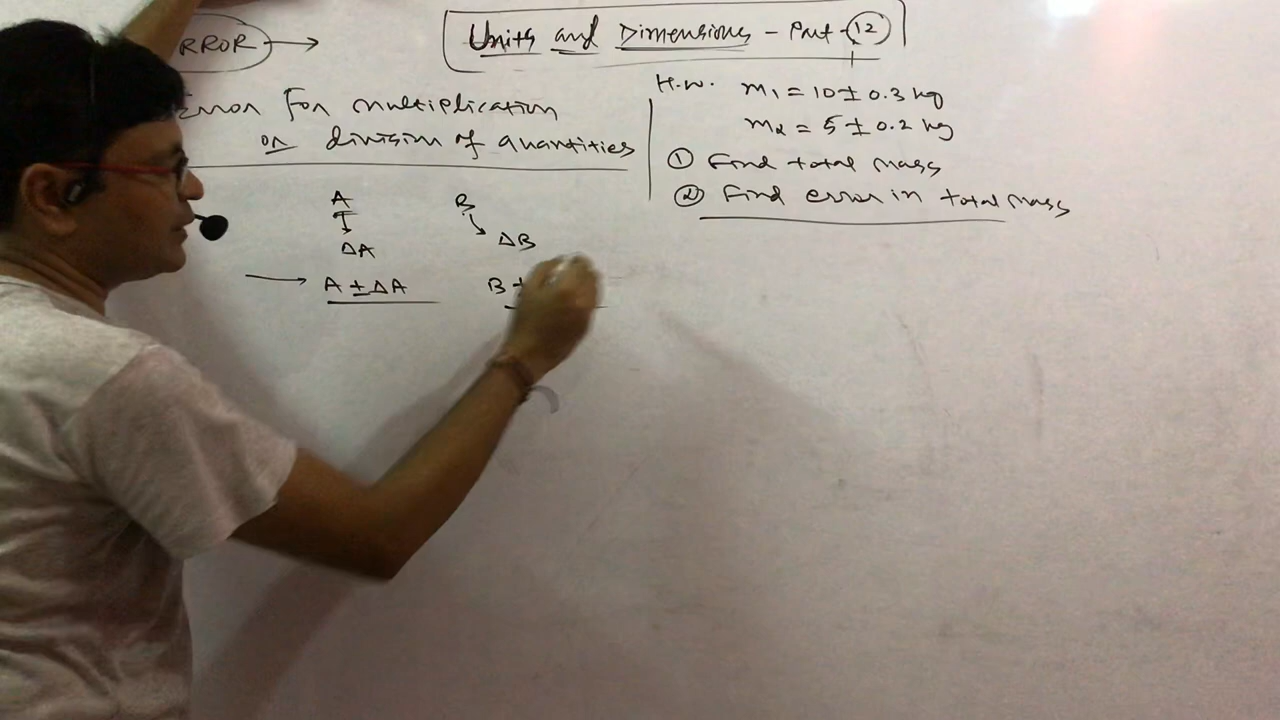 RROR →
Units and Dimensions - Part - 12
Error for multiplication
or division of quantities
H.W. m₁ = 10 ± 0.3 kg
m₂ = 5 ± 0.2 kg
① Find total mass
② Find error in total mass
A B
ΔA ΔB
→ A ± ΔA B